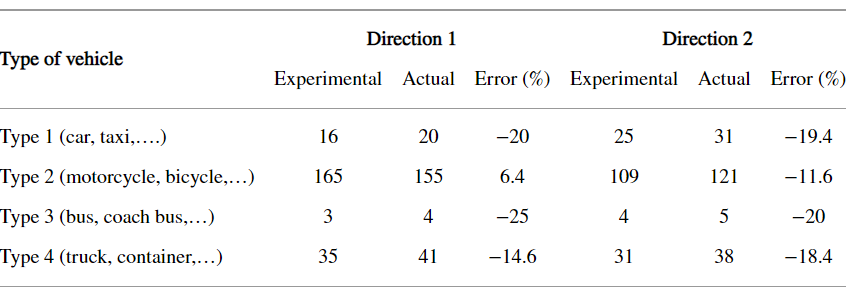 Direction 1 Direction 2
Type of vehicle
Experimental Actual Error (%) Experimental Actual Error (%)
Type 1 (car, taxi,….) 16 20 −20 25 31 −19.4
Type 2 (motorcycle, bicycle,…) 165 155 6.4 109 121 −11.6
Type 3 (bus, coach bus,…) 3 4 −25 4 5 −20
Type 4 (truck, container,…) 35 41 −14.6 31 38 −18.4